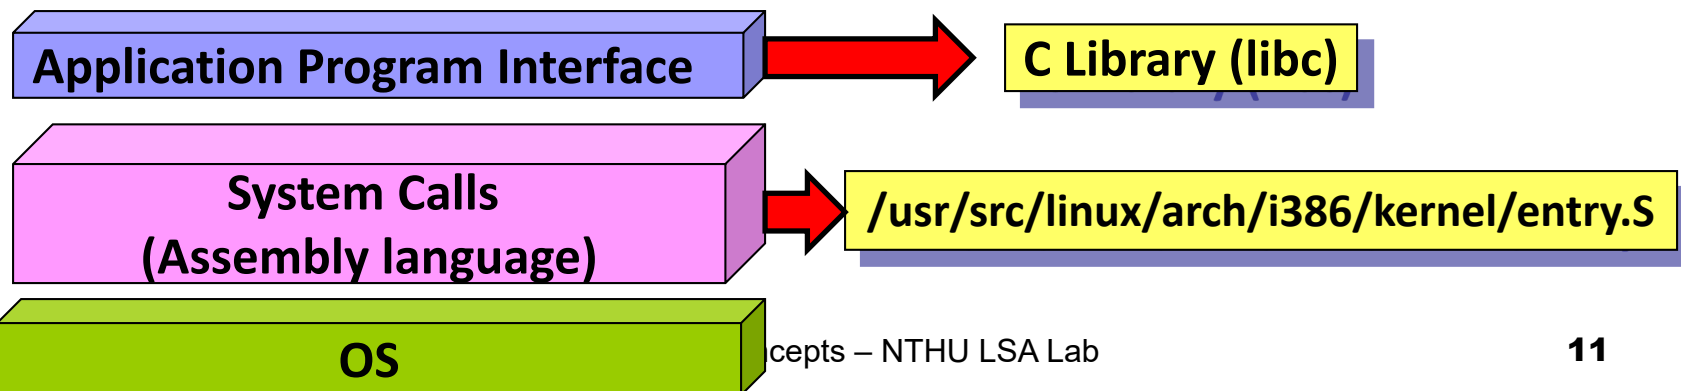 Application Program Interface
C Library (libc)
System Calls
(Assembly language)
/usr/src/linux/arch/i386/kernel/entry.S
OS
– NTHU LSA Lab
11